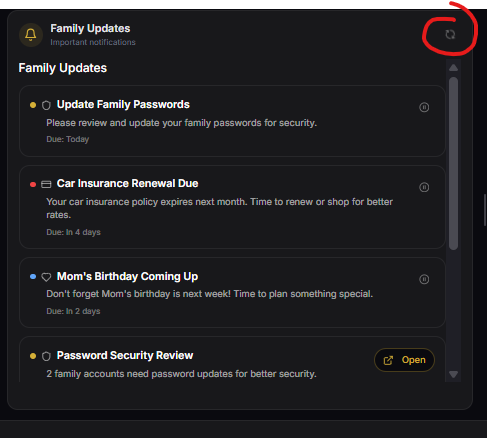 Family Updates
Important notifications
Family Updates
Update Family Passwords
Please review and update your family passwords for security.
Due: Today
Car Insurance Renewal Due
Your car insurance policy expires next month. Time to renew or shop for better
rates.
Due: In 4 days
Mom's Birthday Coming Up
Don't forget Mom's birthday is next week! Time to plan something special.
Due: In 2 days
Password Security Review
Open
2 family accounts need password updates for better security.